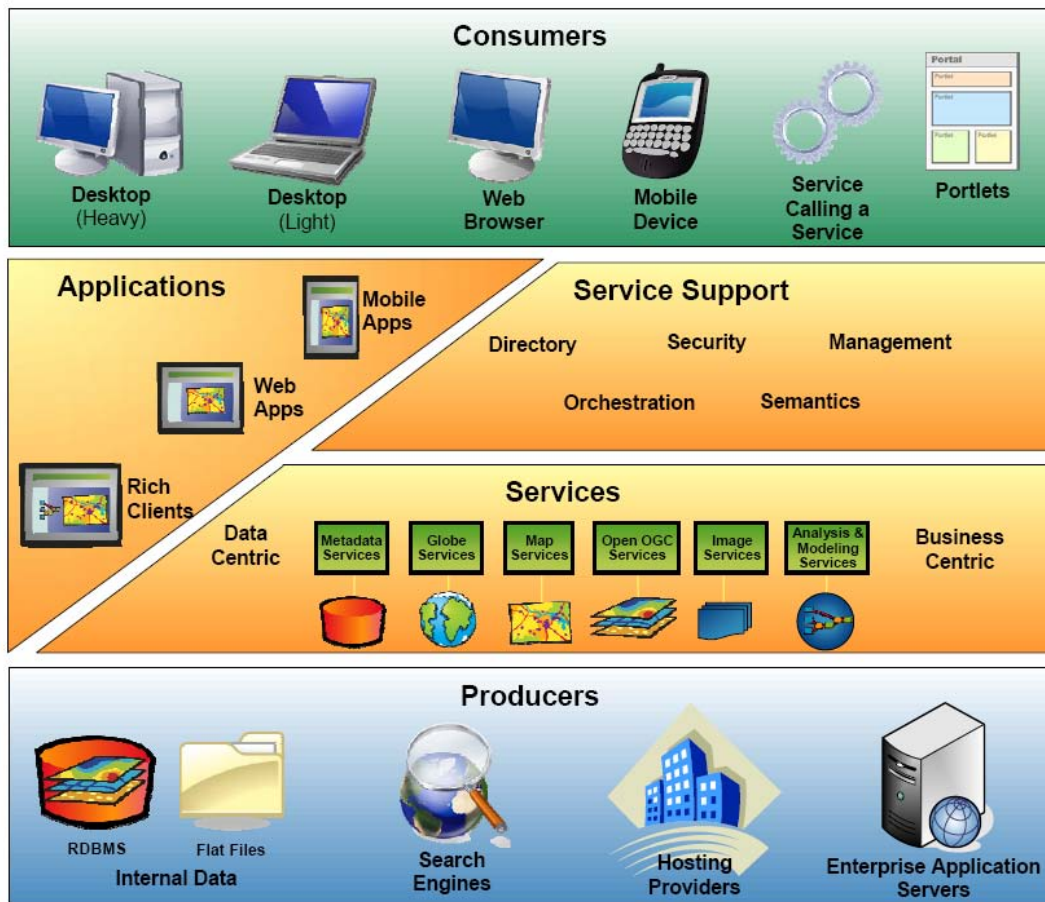 Consumers
Desktop
(Heavy)
Desktop
(Light)
Web
Browser
Mobile
Device
Service
Calling a
Service
Portal
Portlet
Portlet
Portlet
Portlet
Portlets
Applications
Mobile
Apps
Web
Apps
Rich
Clients
Service Support
Directory
Security
Management
Orchestration
Semantics
Services
Data
Centric
Metadata
Services
Globe
Services
Map
Services
Open OGC
Services
Image
Services
Analysis &
Modeling
Services
Business
Centric
Producers
RDBMS
Flat Files
Internal Data
Search
Engines
Hosting
Providers
Enterprise Application
Servers